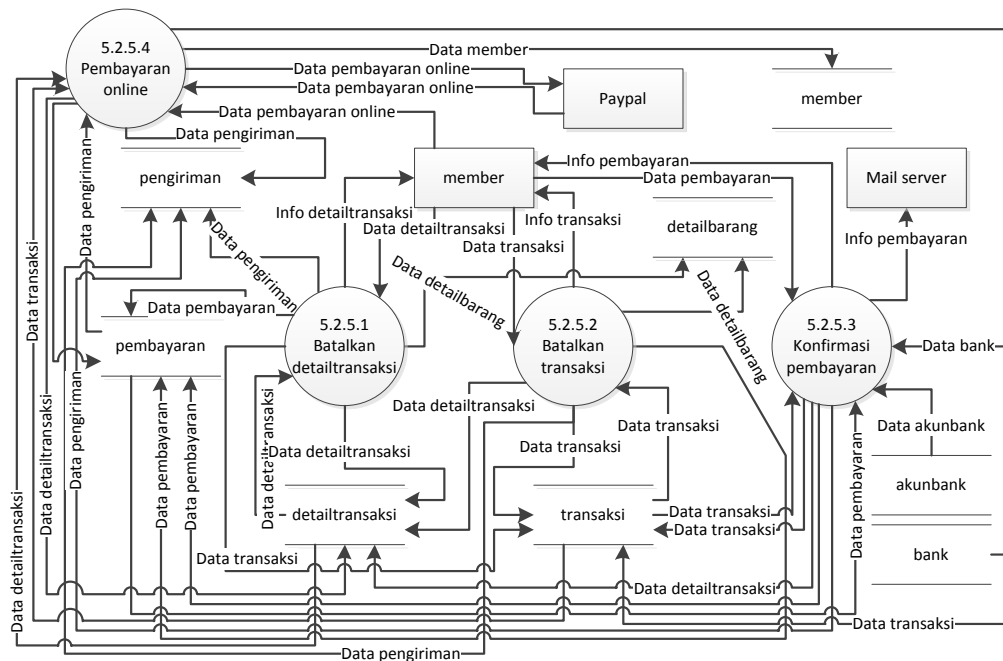 5.2.5.4
Pembayaran
online
Data member
Data pembayaran online
Data pembayaran online
Data pembayaran online
Data pengiriman
Paypal
member
pengiriman
member
Info pembayaran
Data pembayaran
Mail server
Info detailtransaksi
Data detailtransaksi
Info transaksi
Data transaksi
detailbarang
Info pembayaran
Data pengiriman
Data pengiriman
Data detailbarang
Data detailbarang
Data transaksi
Data pembayaran
pembayaran
5.2.5.1
Batalkan
detailtransaksi
5.2.5.2
Batalkan
transaksi
5.2.5.3
Konfirmasi
pembayaran
Data bank
Data detailtransaksi
Data transaksi
Data transaksi
Data akunbank
Data detailtransaksi
Data detailtransaksi
Data detailtransaksi
Data detailtransaksi
Data pengiriman
Data pembayaran
Data pembayaran
Data pembayaran
akunbank
detailtransaksi
transaksi
Data transaksi
Data transaksi
Data transaksi
bank
Data detailtransaksi
Data transaksi
Data pengiriman